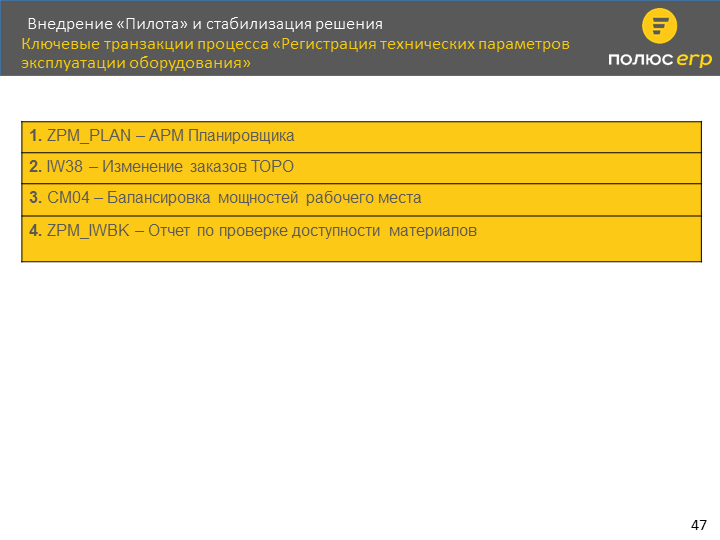 Внедрение «Пилота» и стабилизация решения
Ключевые транзакции процесса «Регистрация технических параметров
эксплуатации оборудования»
ПОЛЮС erp
1. ZPM_PLAN – АРМ Планировщика
2. IW38 – Изменение заказов ТОРО
3. CM04 – Балансировка мощностей рабочего места
4. ZPM_IWBK – Отчет по проверке доступности материалов
47